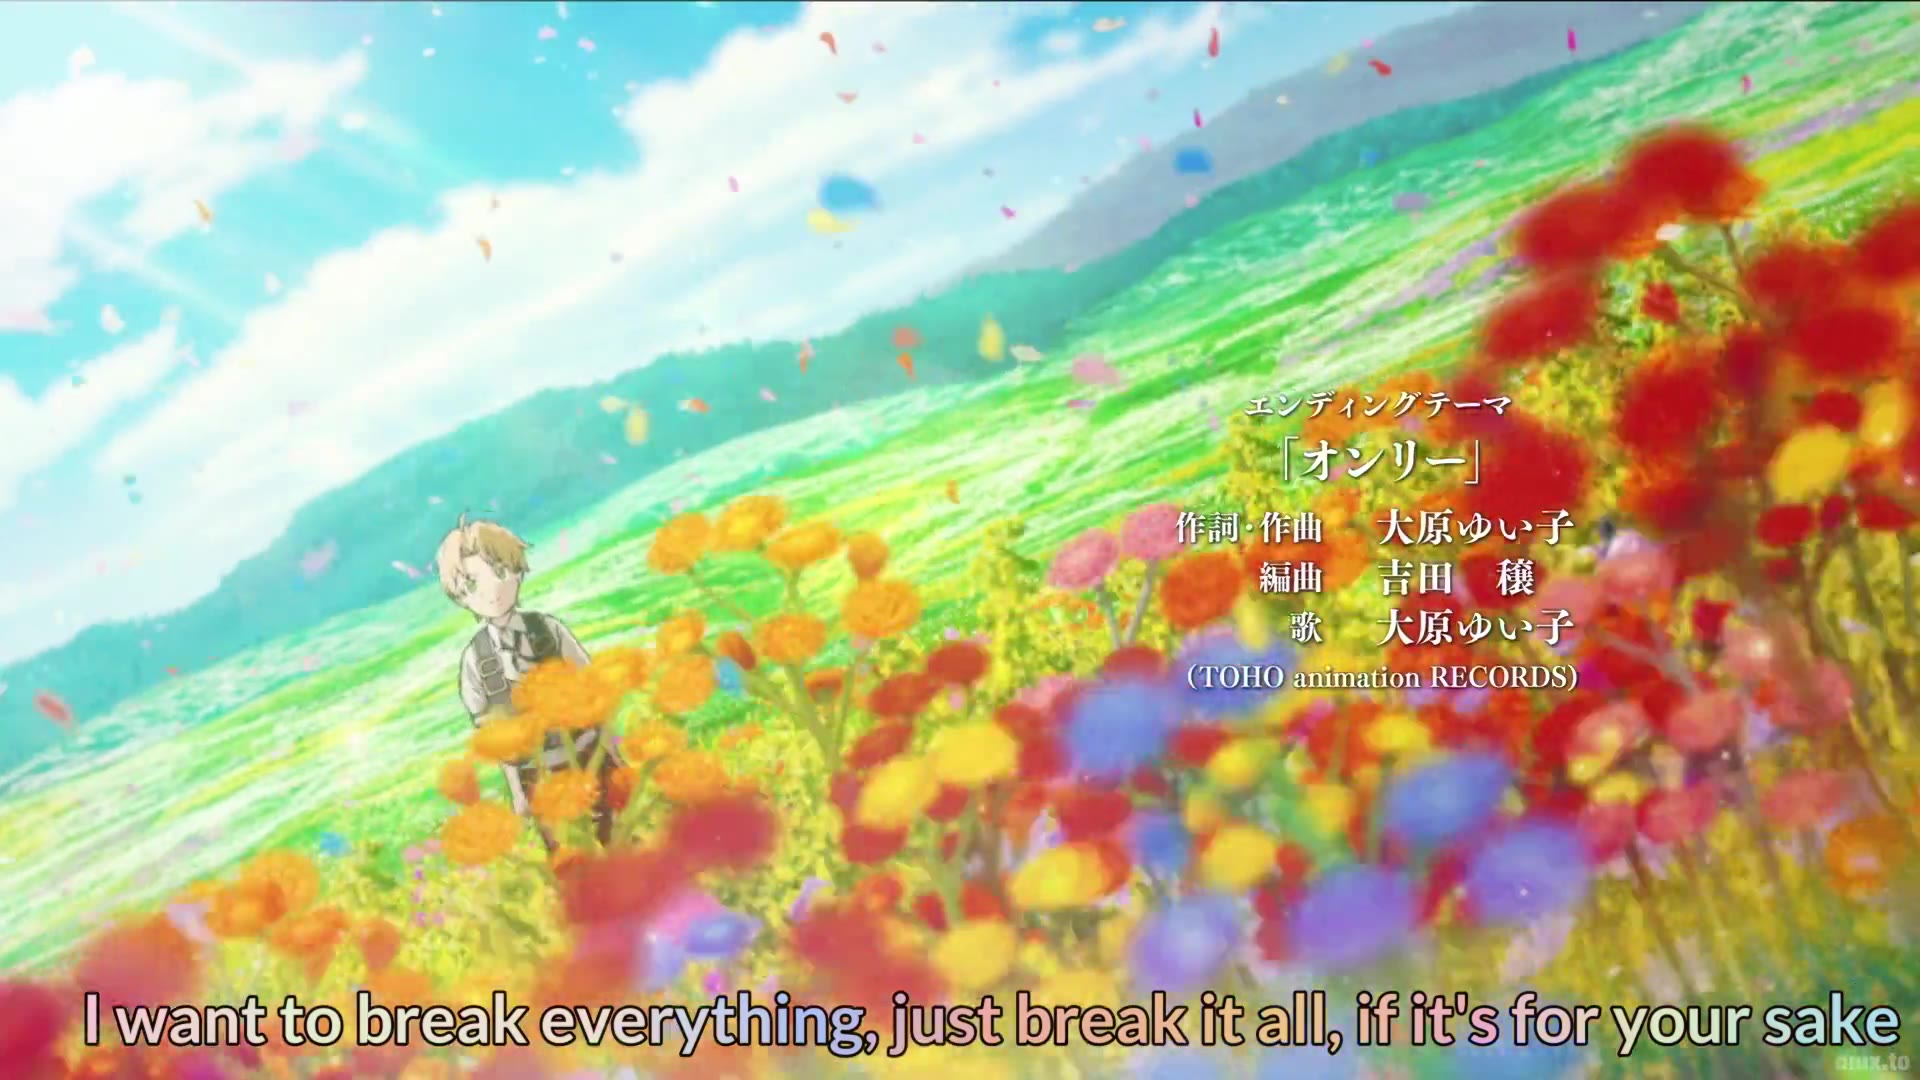 エンディングテーマ
「オンリー」
作詞·作曲 大原ゆい子
編曲 吉田 穣
歌 大原ゆい子
(TOHO animation RECORDS)
I want to break everything, just break it all, if it's for your sake